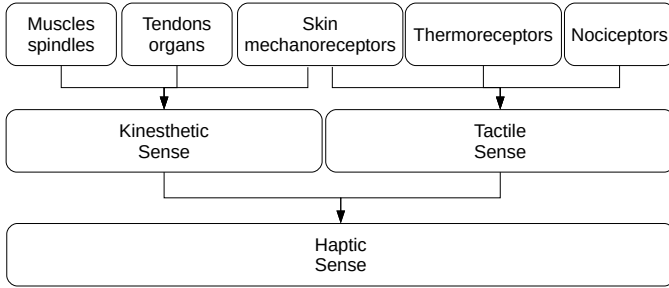 Muscles
spindles
Tendons
organs
Skin
mechanoreceptors
Thermoreceptors
Nociceptors
Kinesthetic
Sense
Tactile
Sense
Haptic
Sense